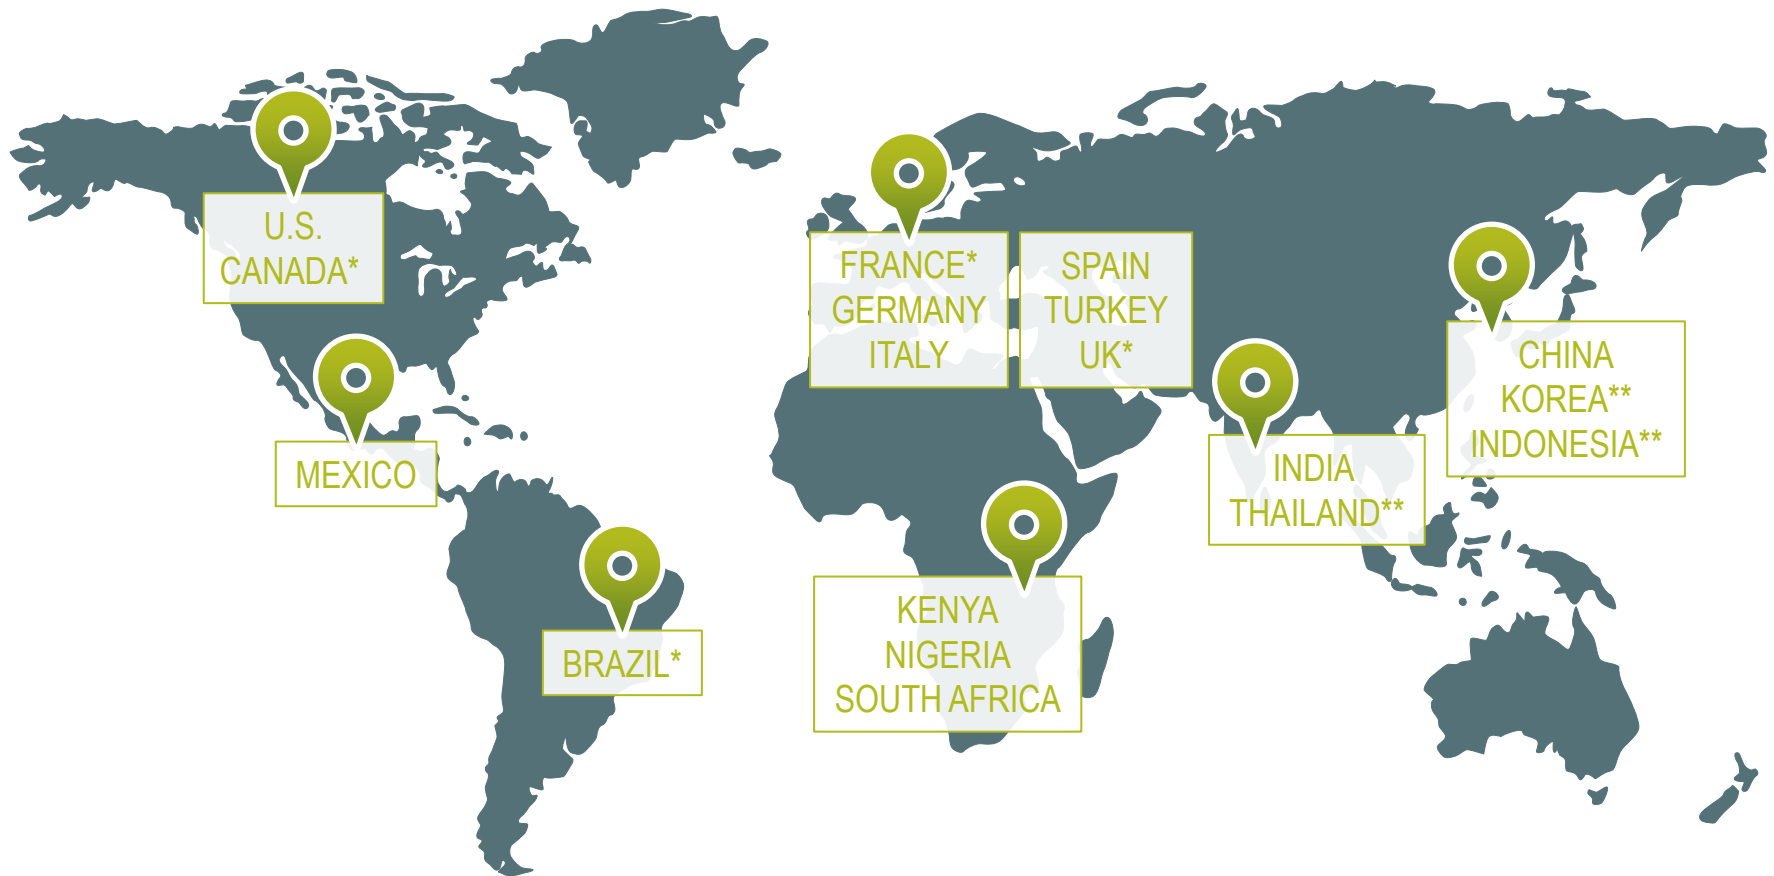 U.S.
CANADA*
MEXICO
BRAZIL*
FRANCE*
GERMANY
ITALY
SPAIN
TURKEY
UK*
KENYA
NIGERIA
SOUTH AFRICA
INDIA
THAILAND**
CHINA
KOREA**
INDONESIA**